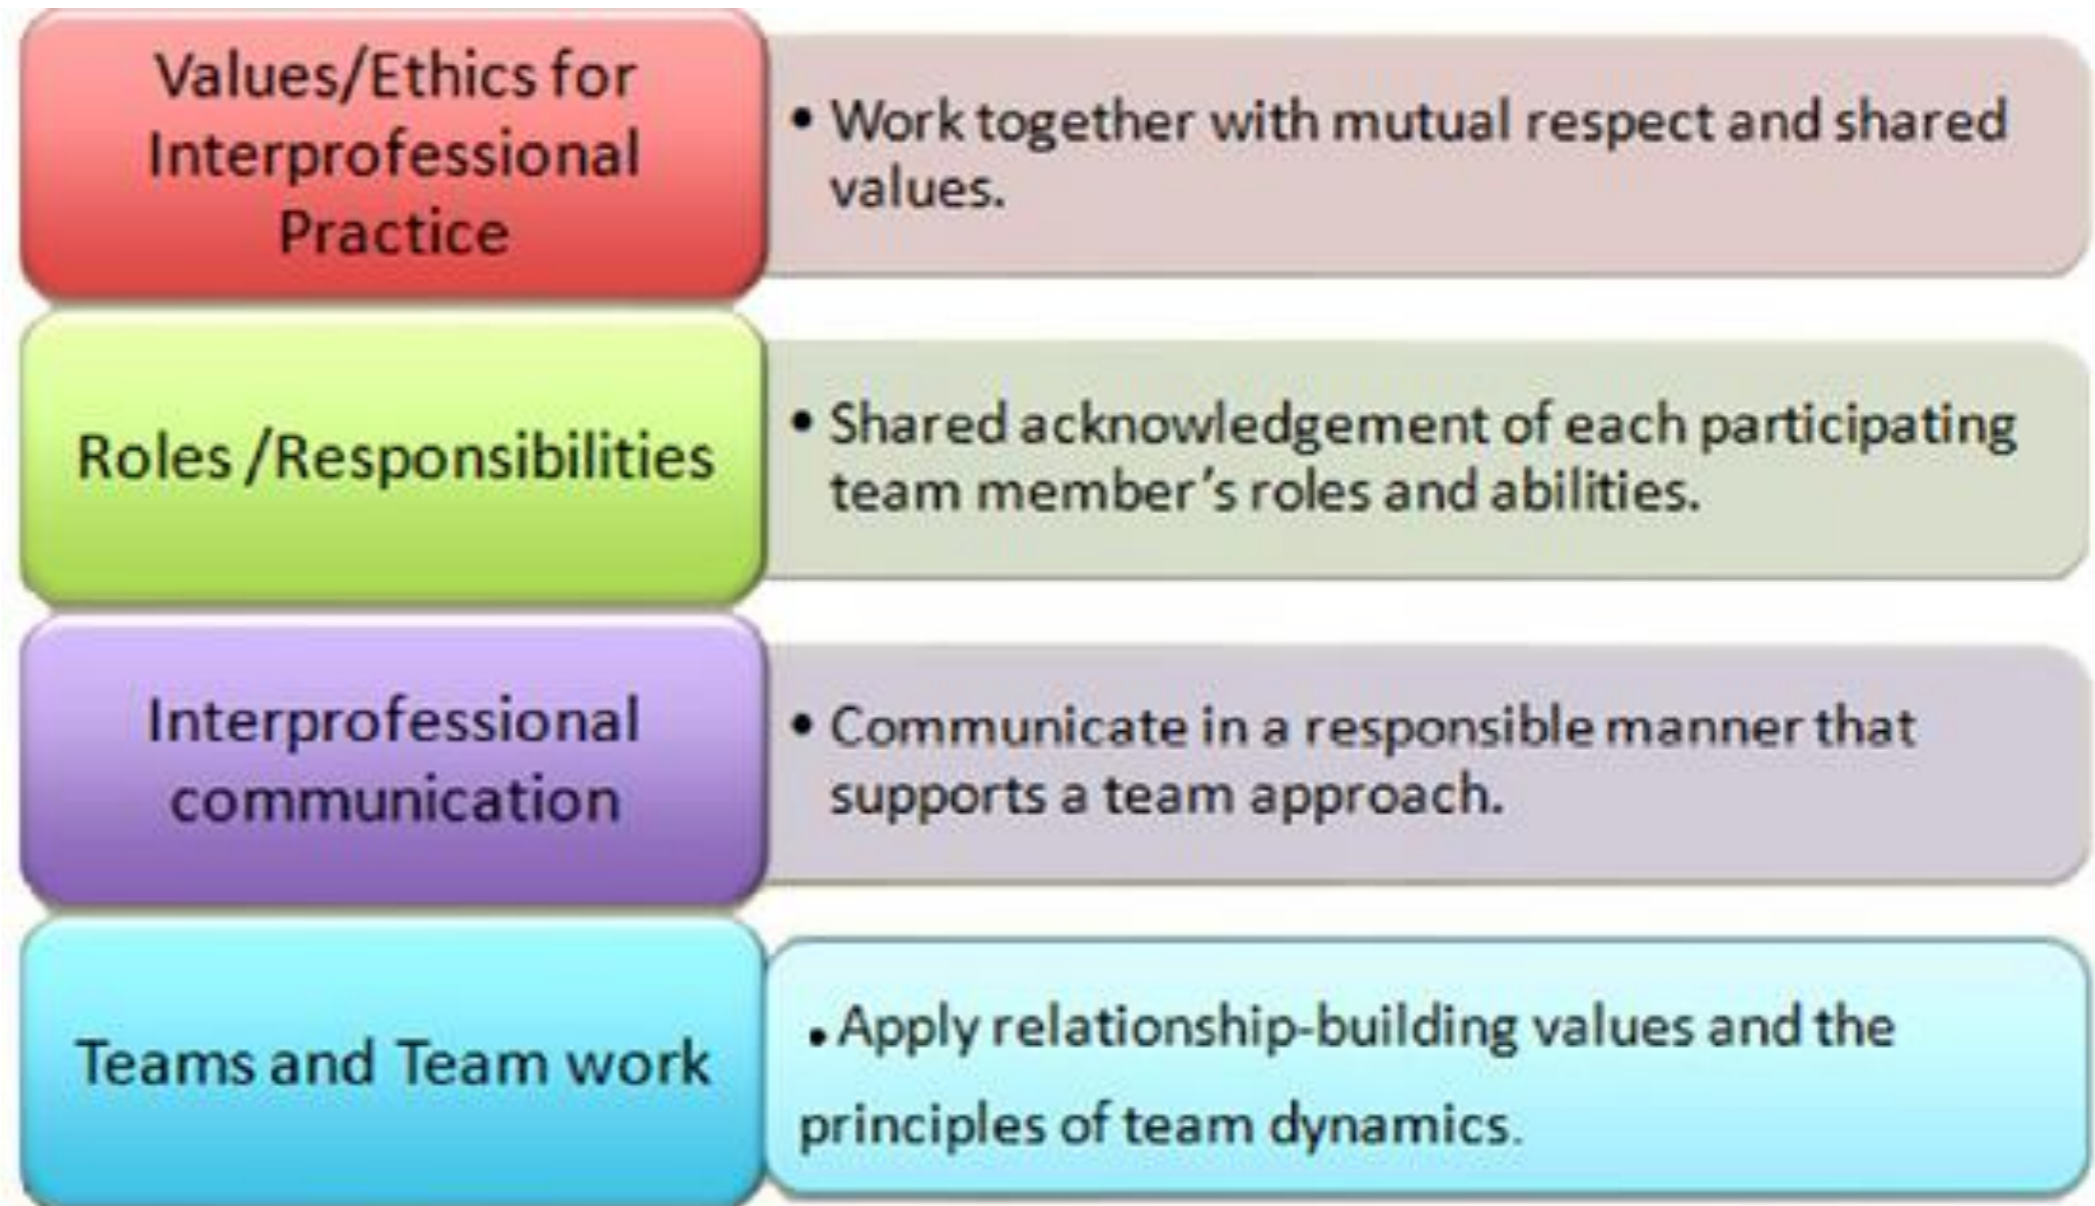 Values/Ethics for
Interprofessional
Practice
• Work together with mutual respect and shared
values.
Roles /Responsibilities
• Shared acknowledgement of each participating
team member’s roles and abilities.
Interprofessional
communication
• Communicate in a responsible manner that
supports a team approach.
Teams and Team work
• Apply relationship-building values and the
principles of team dynamics.